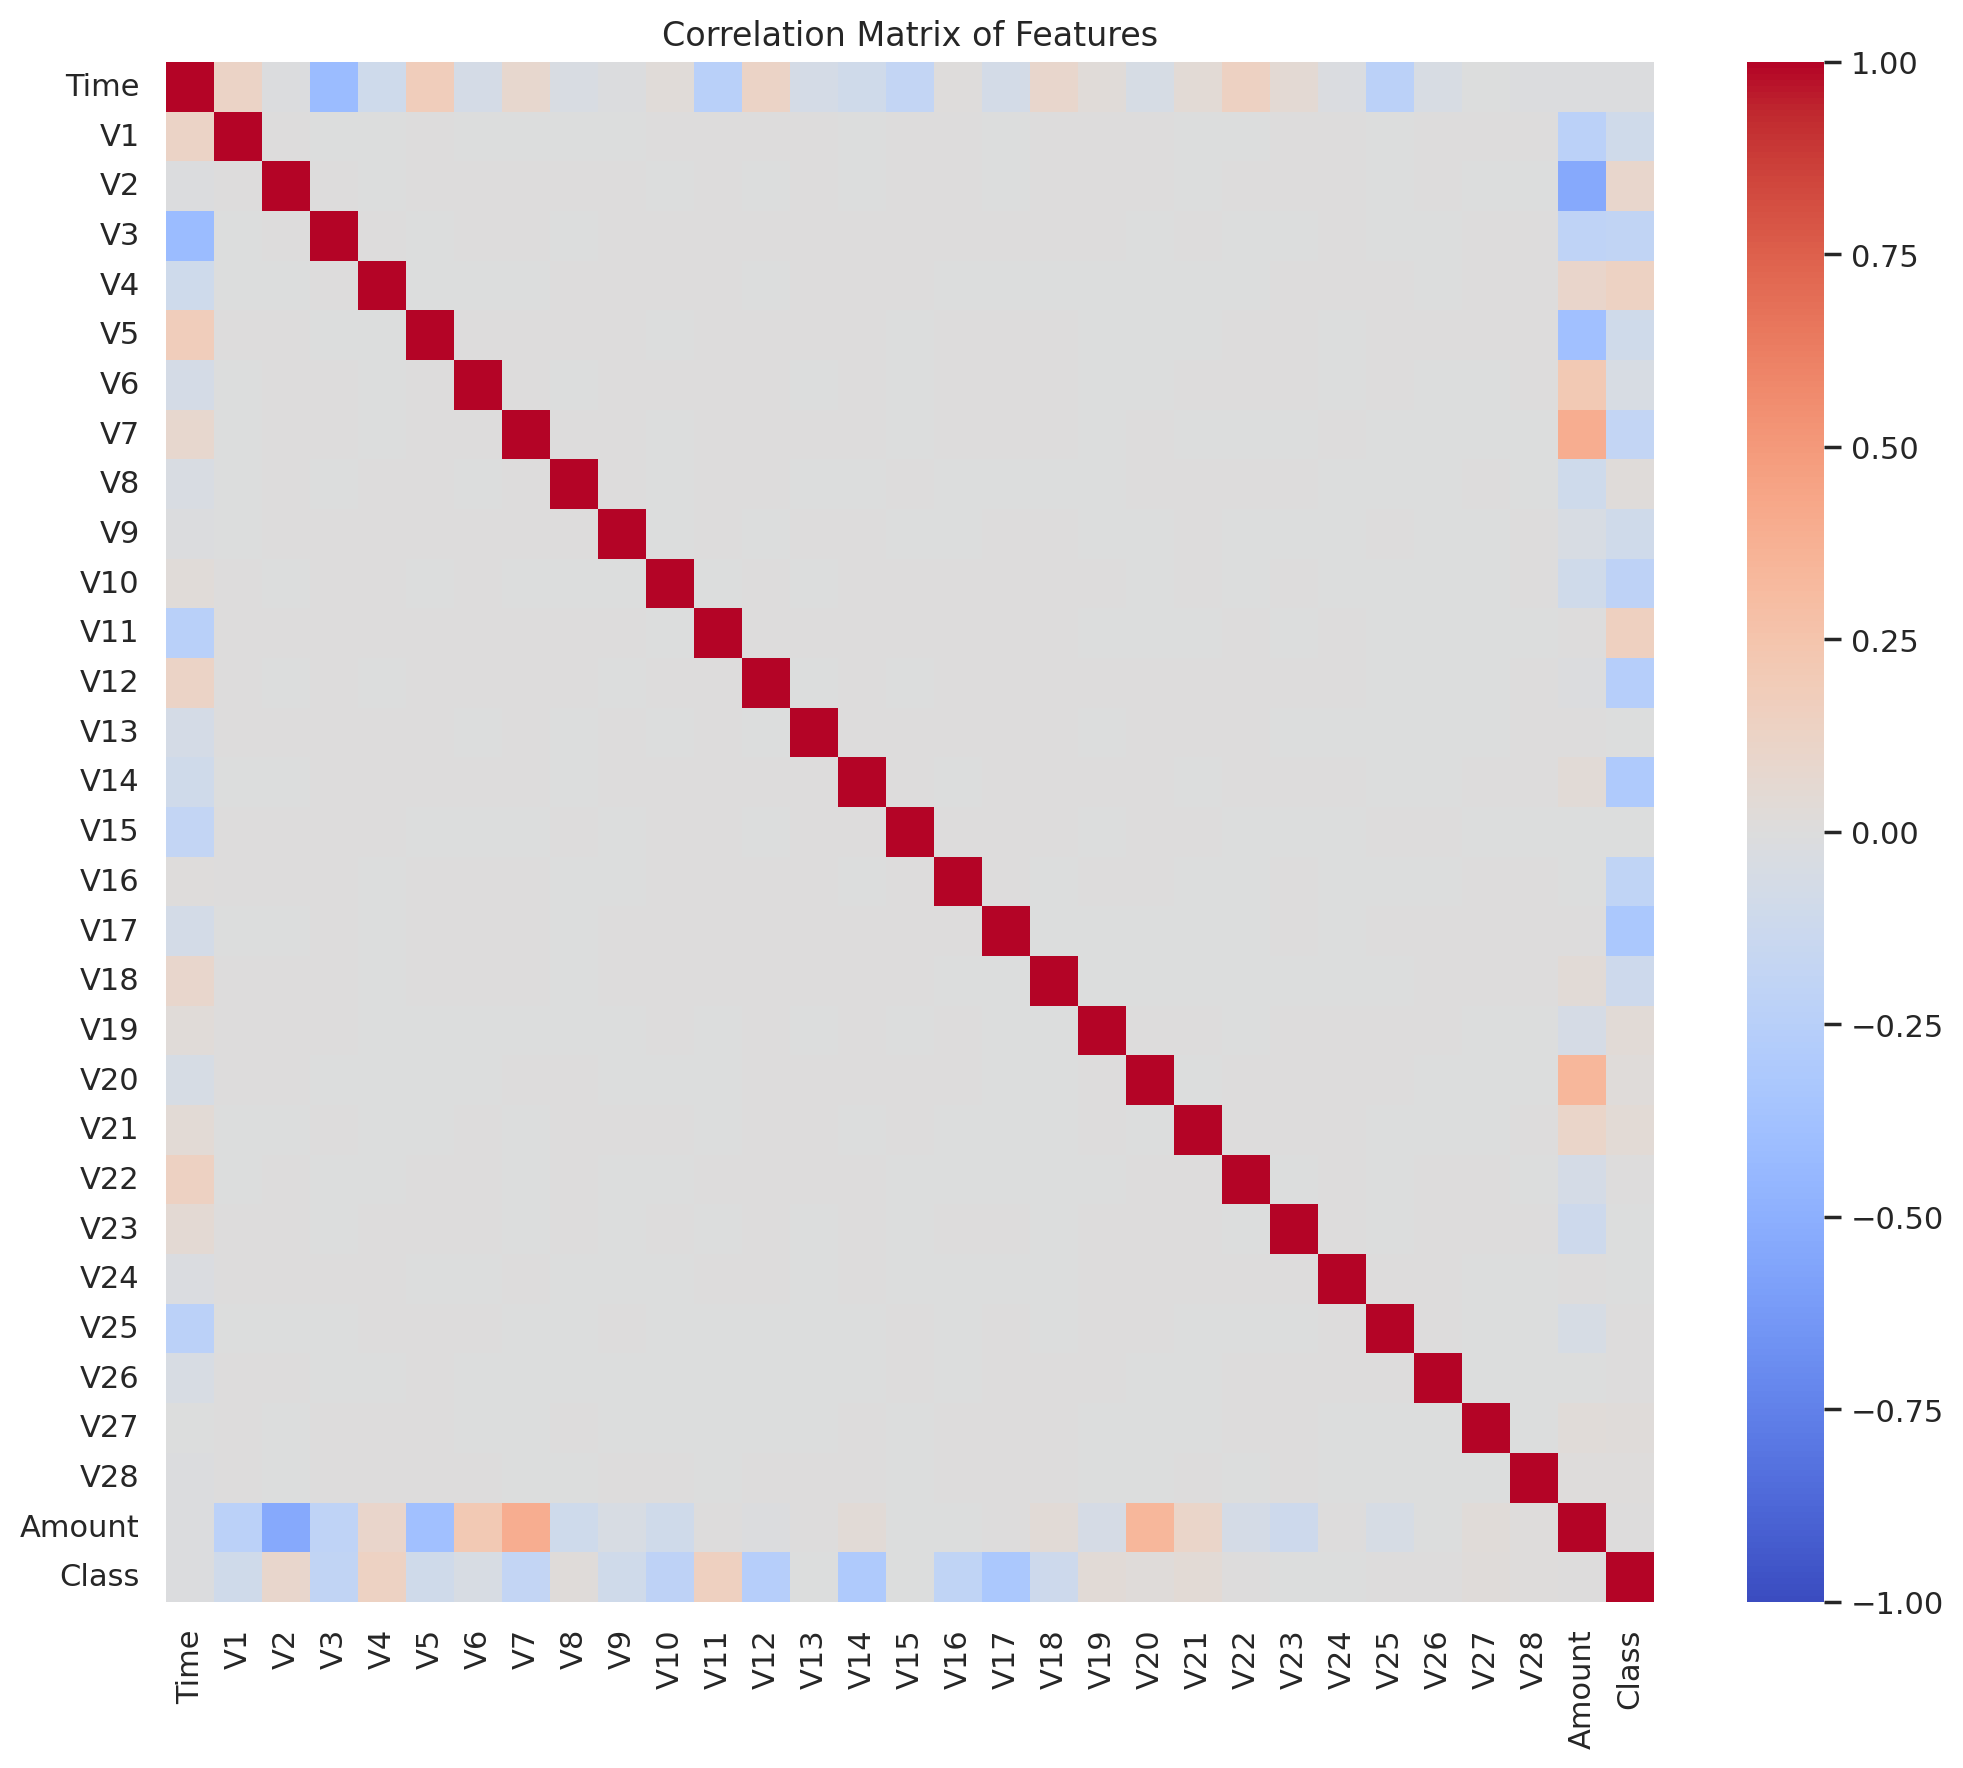 Correlation Matrix of Features
Time
V1
V2
V3
V4
V5
V6
V7
V8
V9
V10
V11
V12
V13
V14
V15
V16
V17
V18
V19
V20
V21
V22
V23
V24
V25
V26
V27
V28
Amount
Class
Time V1 V2 V3 V4 V5 V6 V7 V8 V9 V10 V11 V12 V13 V14 V15 V16 V17 V18 V19 V20 V21 V22 V23 V24 V25 V26 V27 V28 Amount Class
1.00
0.75
0.50
0.25
0.00
−0.25
−0.50
−0.75
−1.00